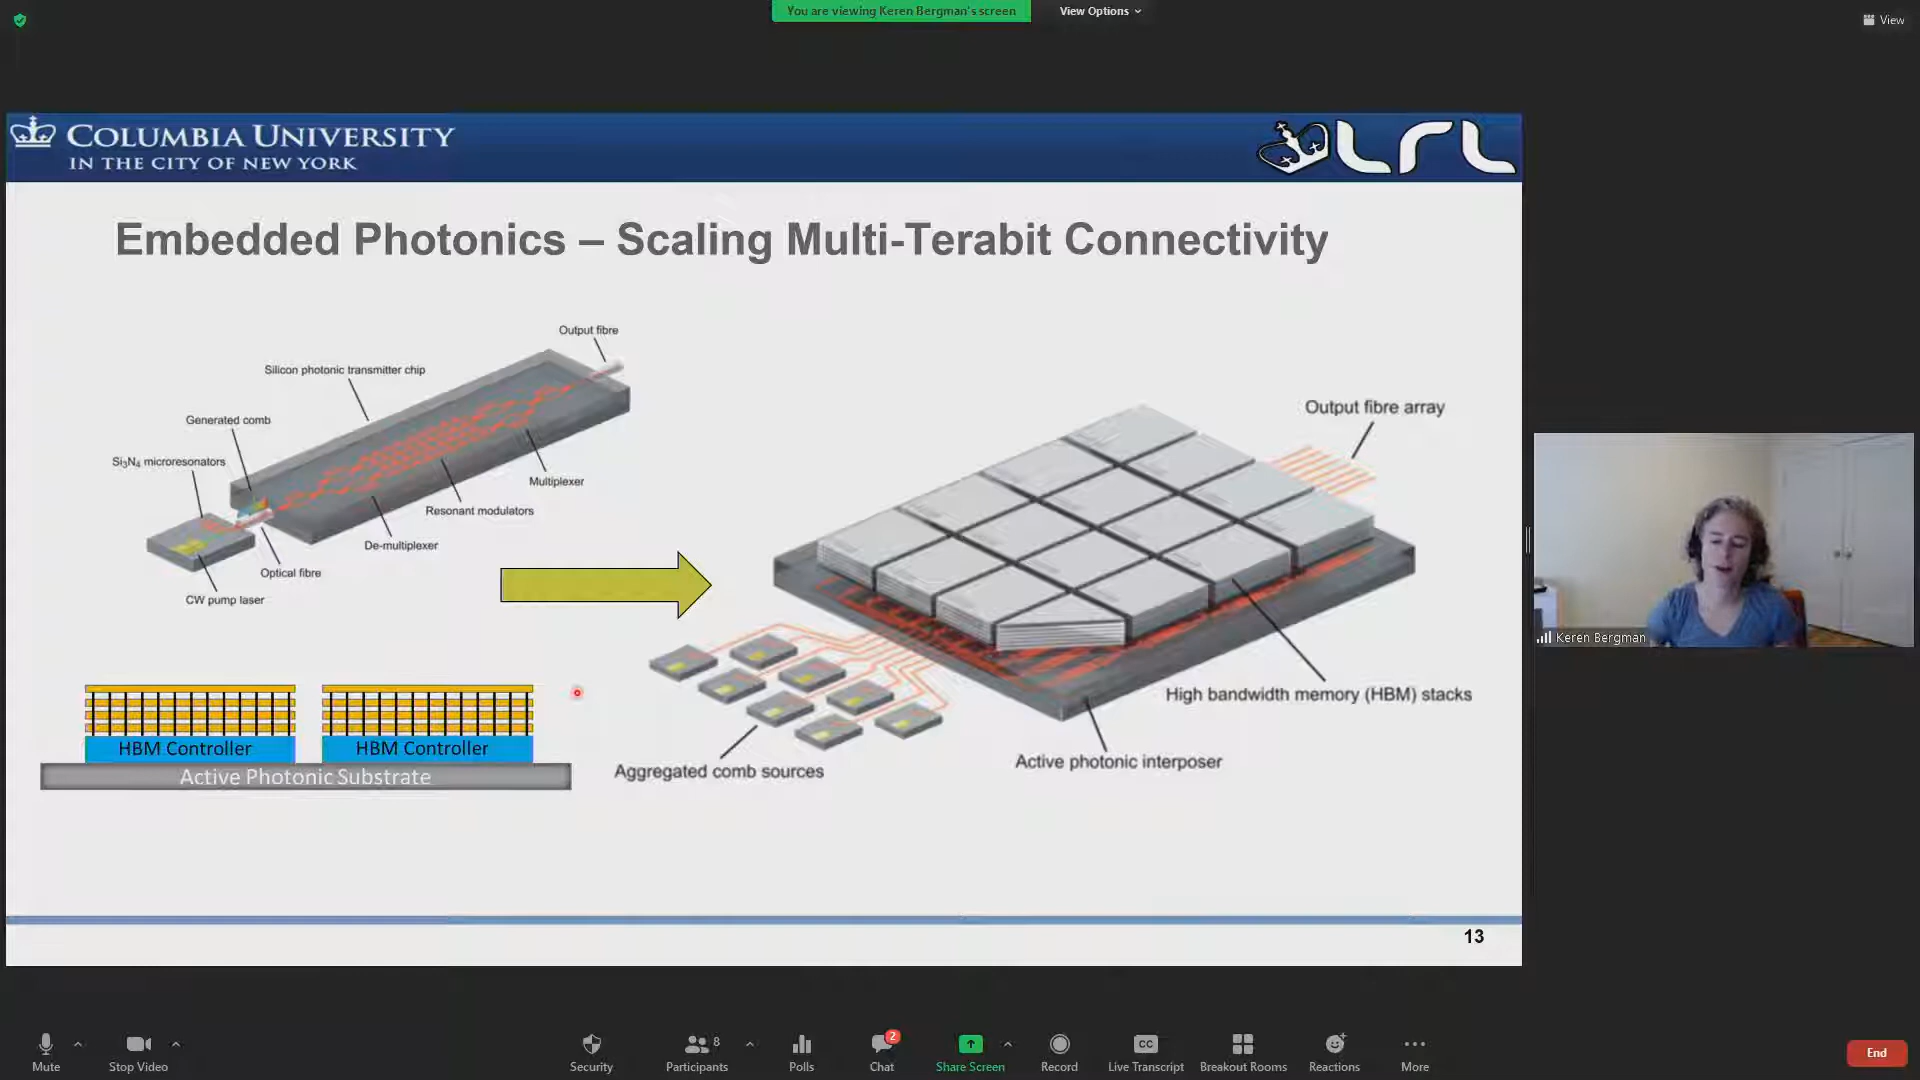 You are viewing Keren Bergman's screen
View Options
View
COLUMBIA UNIVERSITY
IN THE CITY OF NEW YORK
LRL
Embedded Photonics – Scaling Multi-Terabit Connectivity
Output fibre
Silicon photonic transmitter chip
Generated comb
Si₃N₄ microresonators
Multiplexer
Resonant modulators
De-multiplexer
Optical fibre
CW pump laser
Output fibre array
High bandwidth memory (HBM) stacks
Active photonic interposer
Aggregated comb sources
HBM Controller
HBM Controller
Active Photonic Substrate
13
Keren Bergman
Mute
Stop Video
Security
8
Participants
Polls
2
Chat
Share Screen
Record
CC
Live Transcript
Breakout Rooms
Reactions
More
End